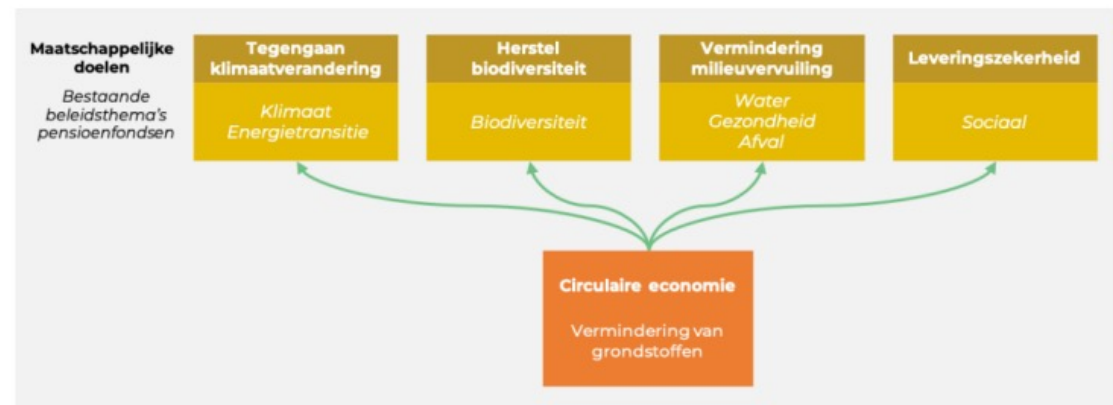 Maatschappelijke
doelen
Bestaande
beleidsthema's
pensioenfondsen
Tegengaan
klimaatverandering
Klimaat
Energietransitie
Herstel
biodiversiteit
Biodiversiteit
Vermindering
milieuvervuiling
Water
Gezondheid
Afval
Leveringszekerheid
Sociaal
Circulaire economie
Vermindering van
grondstoffen